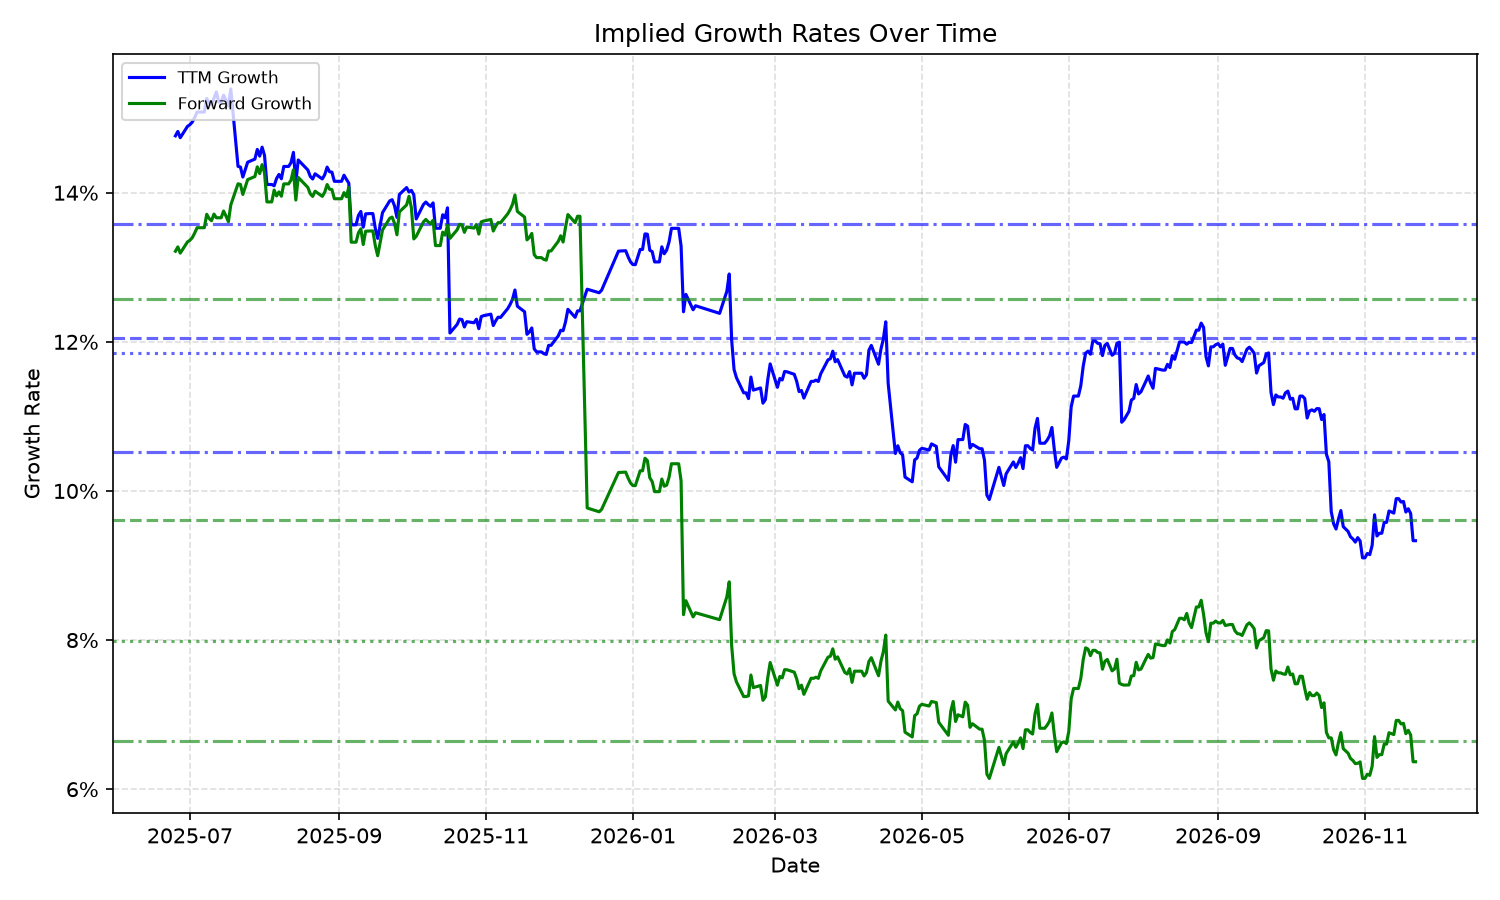 Implied Growth Rates Over Time
TTM Growth
Forward Growth
Growth Rate
14%
12%
10%
8%
6%
2025-07
2025-09
2025-11
2026-01
2026-03
2026-05
2026-07
2026-09
2026-11
Date